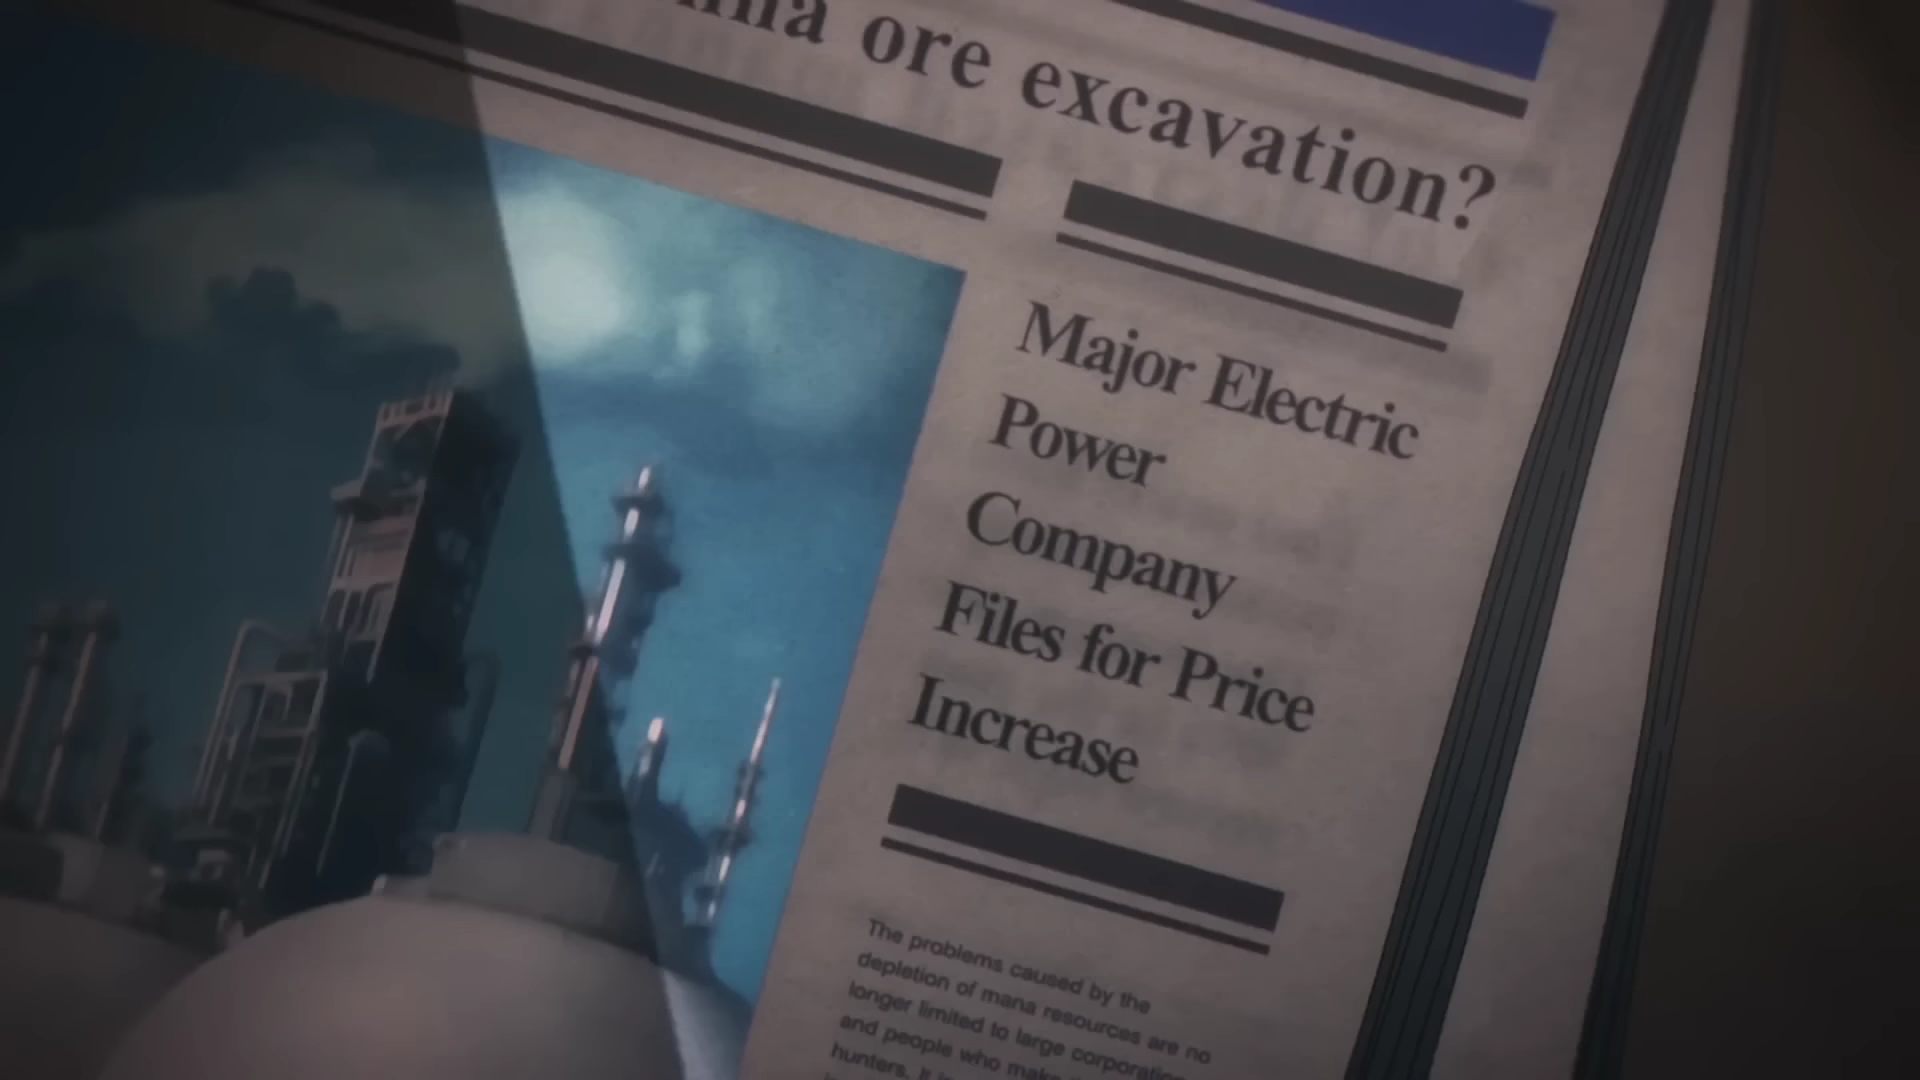 ore excavation?
Major Electric
Power
Company
Files for Price
Increase
The problems caused by the
depletion of mana resources are no
longer limited to large
and people who make
hunters.